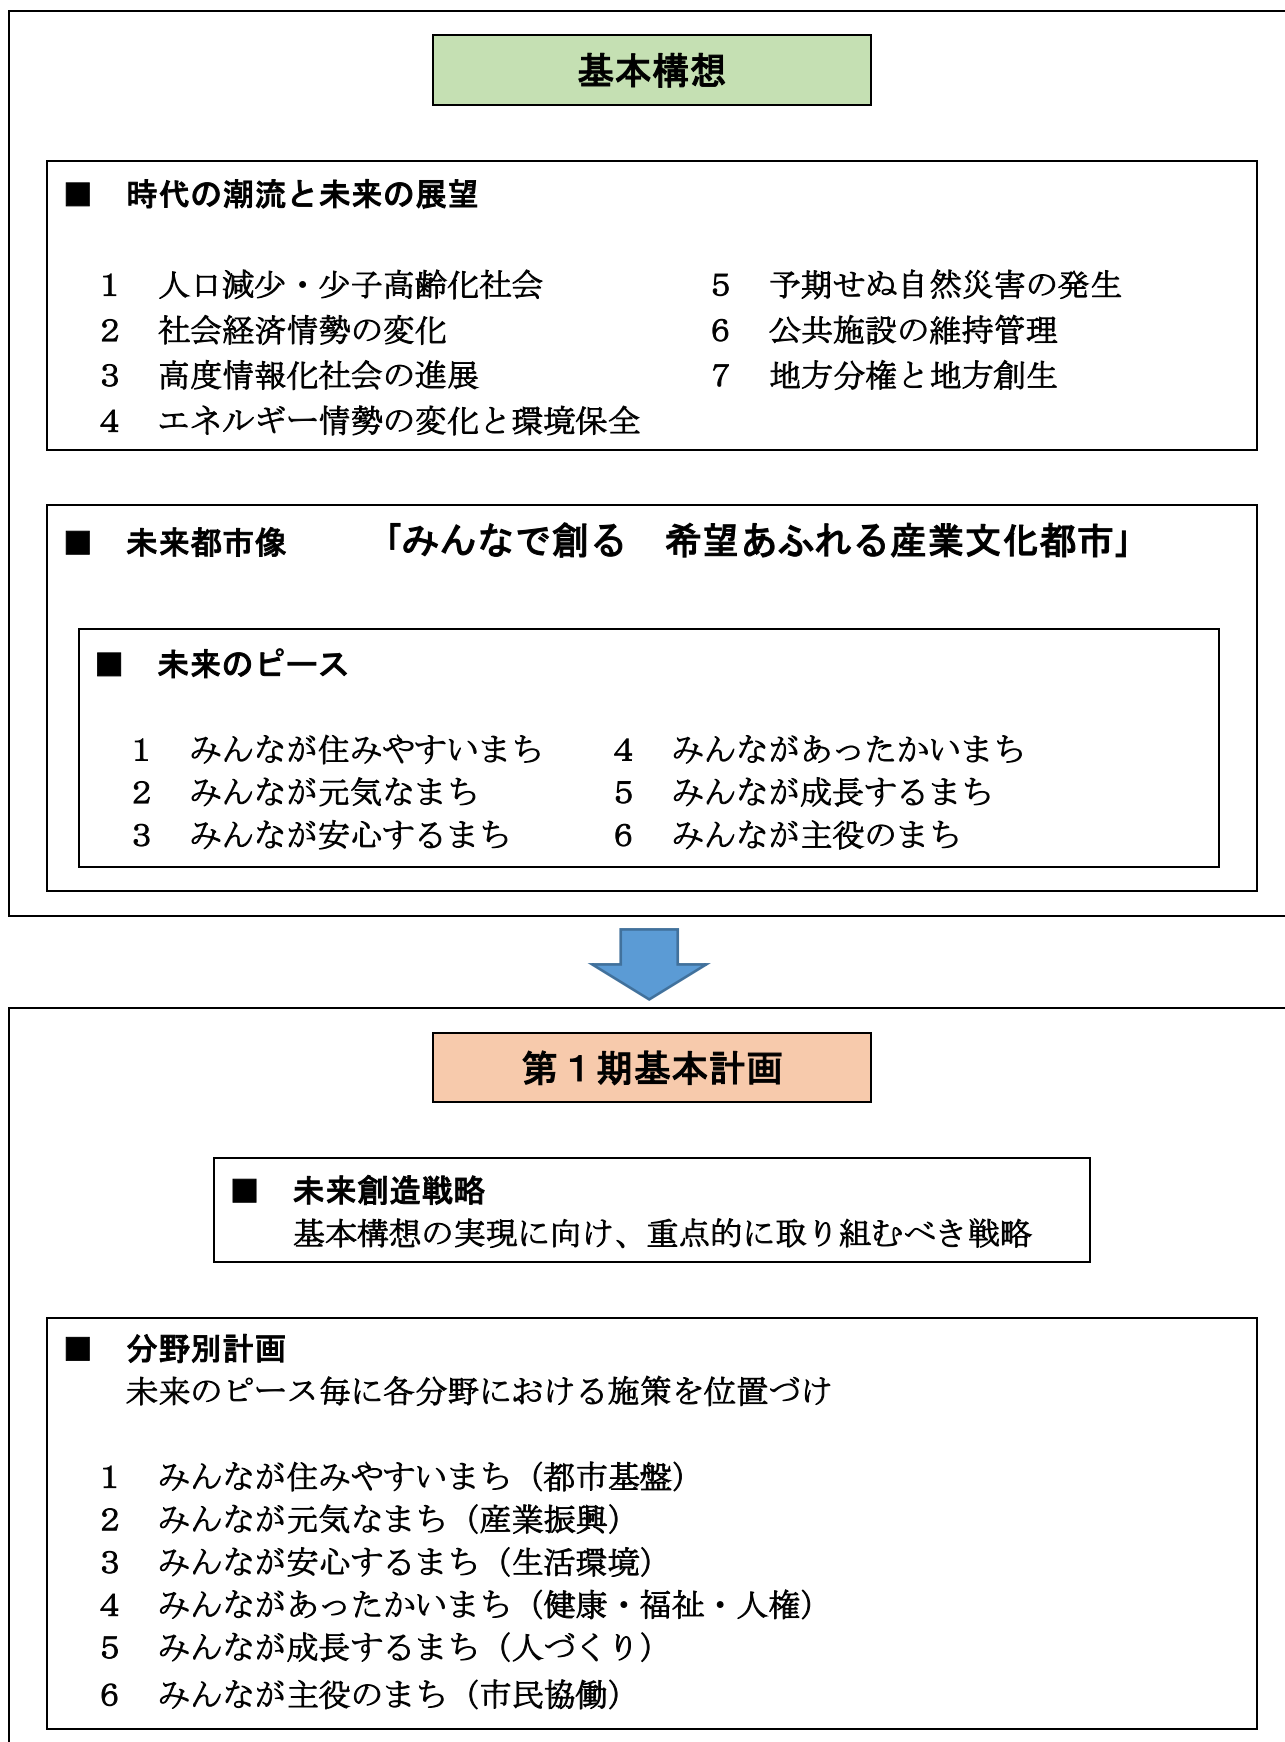 基本構想
■　時代の潮流と未来の展望
１　人口減少・少子高齢化社会
２　社会経済情勢の変化
３　高度情報化社会の進展
４　エネルギー情勢の変化と環境保全
５　予期せぬ自然災害の発生
６　公共施設の維持管理
７　地方分権と地方創生
■　未来都市像　「みんなで創る　希望あふれる産業文化都市」
■　未来のピース
１　みんなが住みやすいまち
２　みんなが元気なまち
３　みんなが安心するまち
４　みんながあったかいまち
５　みんなが成長するまち
６　みんなが主役のまち
第１期基本計画
■　未来創造戦略
基本構想の実現に向け、重点的に取り組むべき戦略
■　分野別計画
未来のピース毎に各分野における施策を位置づけ
１　みんなが住みやすいまち（都市基盤）
２　みんなが元気なまち（産業振興）
３　みんなが安心するまち（生活環境）
４　みんながあったかいまち（健康・福祉・人権）
５　みんなが成長するまち（人づくり）
６　みんなが主役のまち（市民協働）